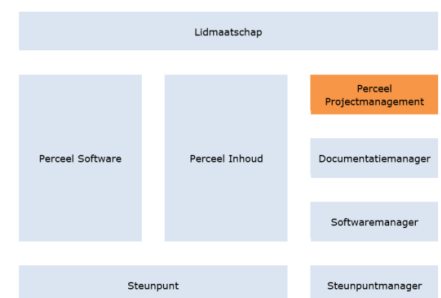 Lidmaatschap
Perceel
Projectmanagement
Perceel Software
Perceel Inhoud
Documentatiemanager
Softwaremanager
Steunpunt
Steunpuntmanager